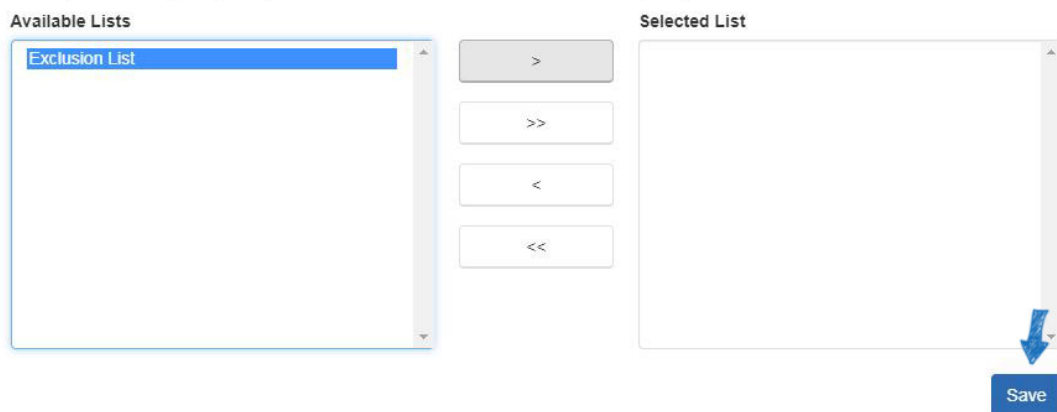 Available Lists
Selected List
Exclusion List
>
>>
<
<<
Save